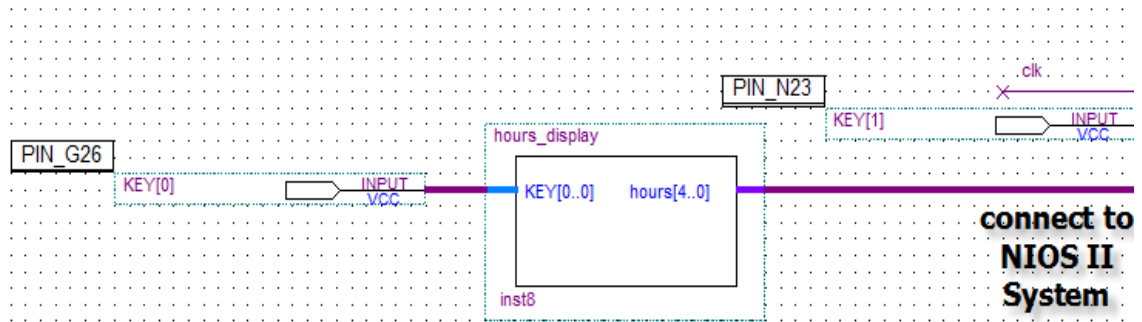 clk
PIN_N23
KEY[1]
INPUT
VCC
hours_display
PIN_G26
KEY[0]
INPUT
VCC
KEY[0..0] hours[4..0]
connect to
NIOS II
System
inst8